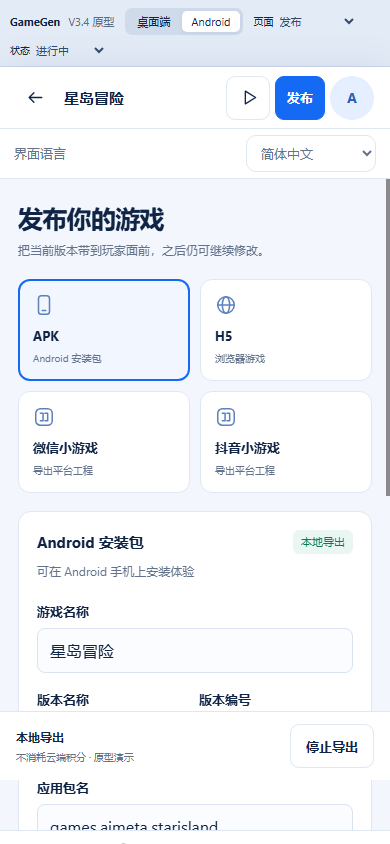 GameGen V3.4 原型 桌面端 Android 页面 发布
状态 进行中
星岛冒险 发布 A
界面语言 简体中文
发布你的游戏
把当前版本带到玩家面前，之后仍可继续修改。
APK
Android 安装包
H5
浏览器游戏
微信小游戏
导出平台工程
抖音小游戏
导出平台工程
Android 安装包 本地导出
可在 Android 手机上安装体验
游戏名称
星岛冒险
版本名称 版本编号
本地导出
不消耗云端积分 · 原型演示
停止导出
应用包名
games.aimeta.starisland